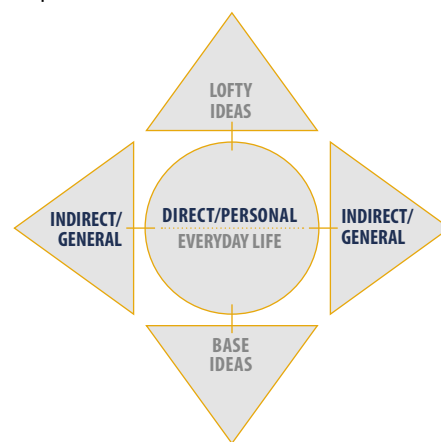 LOFTY
IDEAS
INDIRECT/
GENERAL
DIRECT/PERSONAL
EVERYDAY LIFE
INDIRECT/
GENERAL
BASE
IDEAS